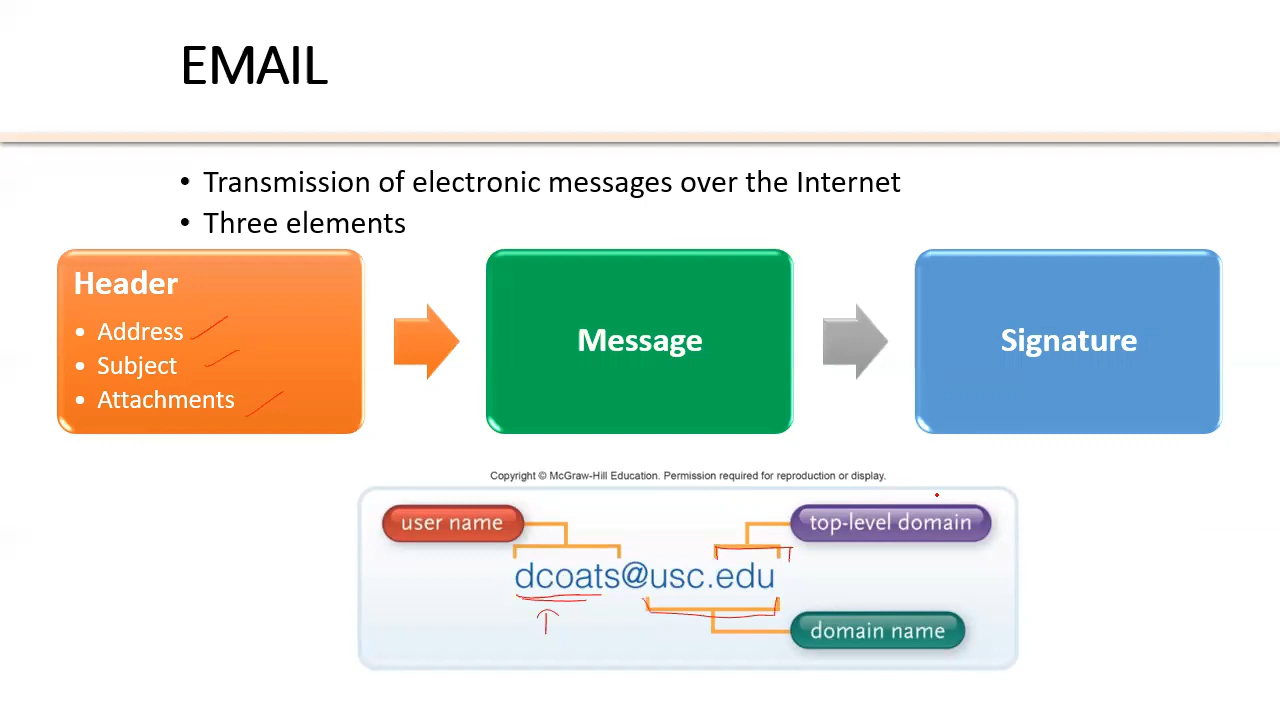 EMAIL
• Transmission of electronic messages over the Internet
• Three elements
Header
• Address
• Subject
• Attachments
Message
Signature
Copyright © McGraw-Hill Education. Permission required for reproduction or display.
user name
top-level domain
dcoats@usc.edu
domain name